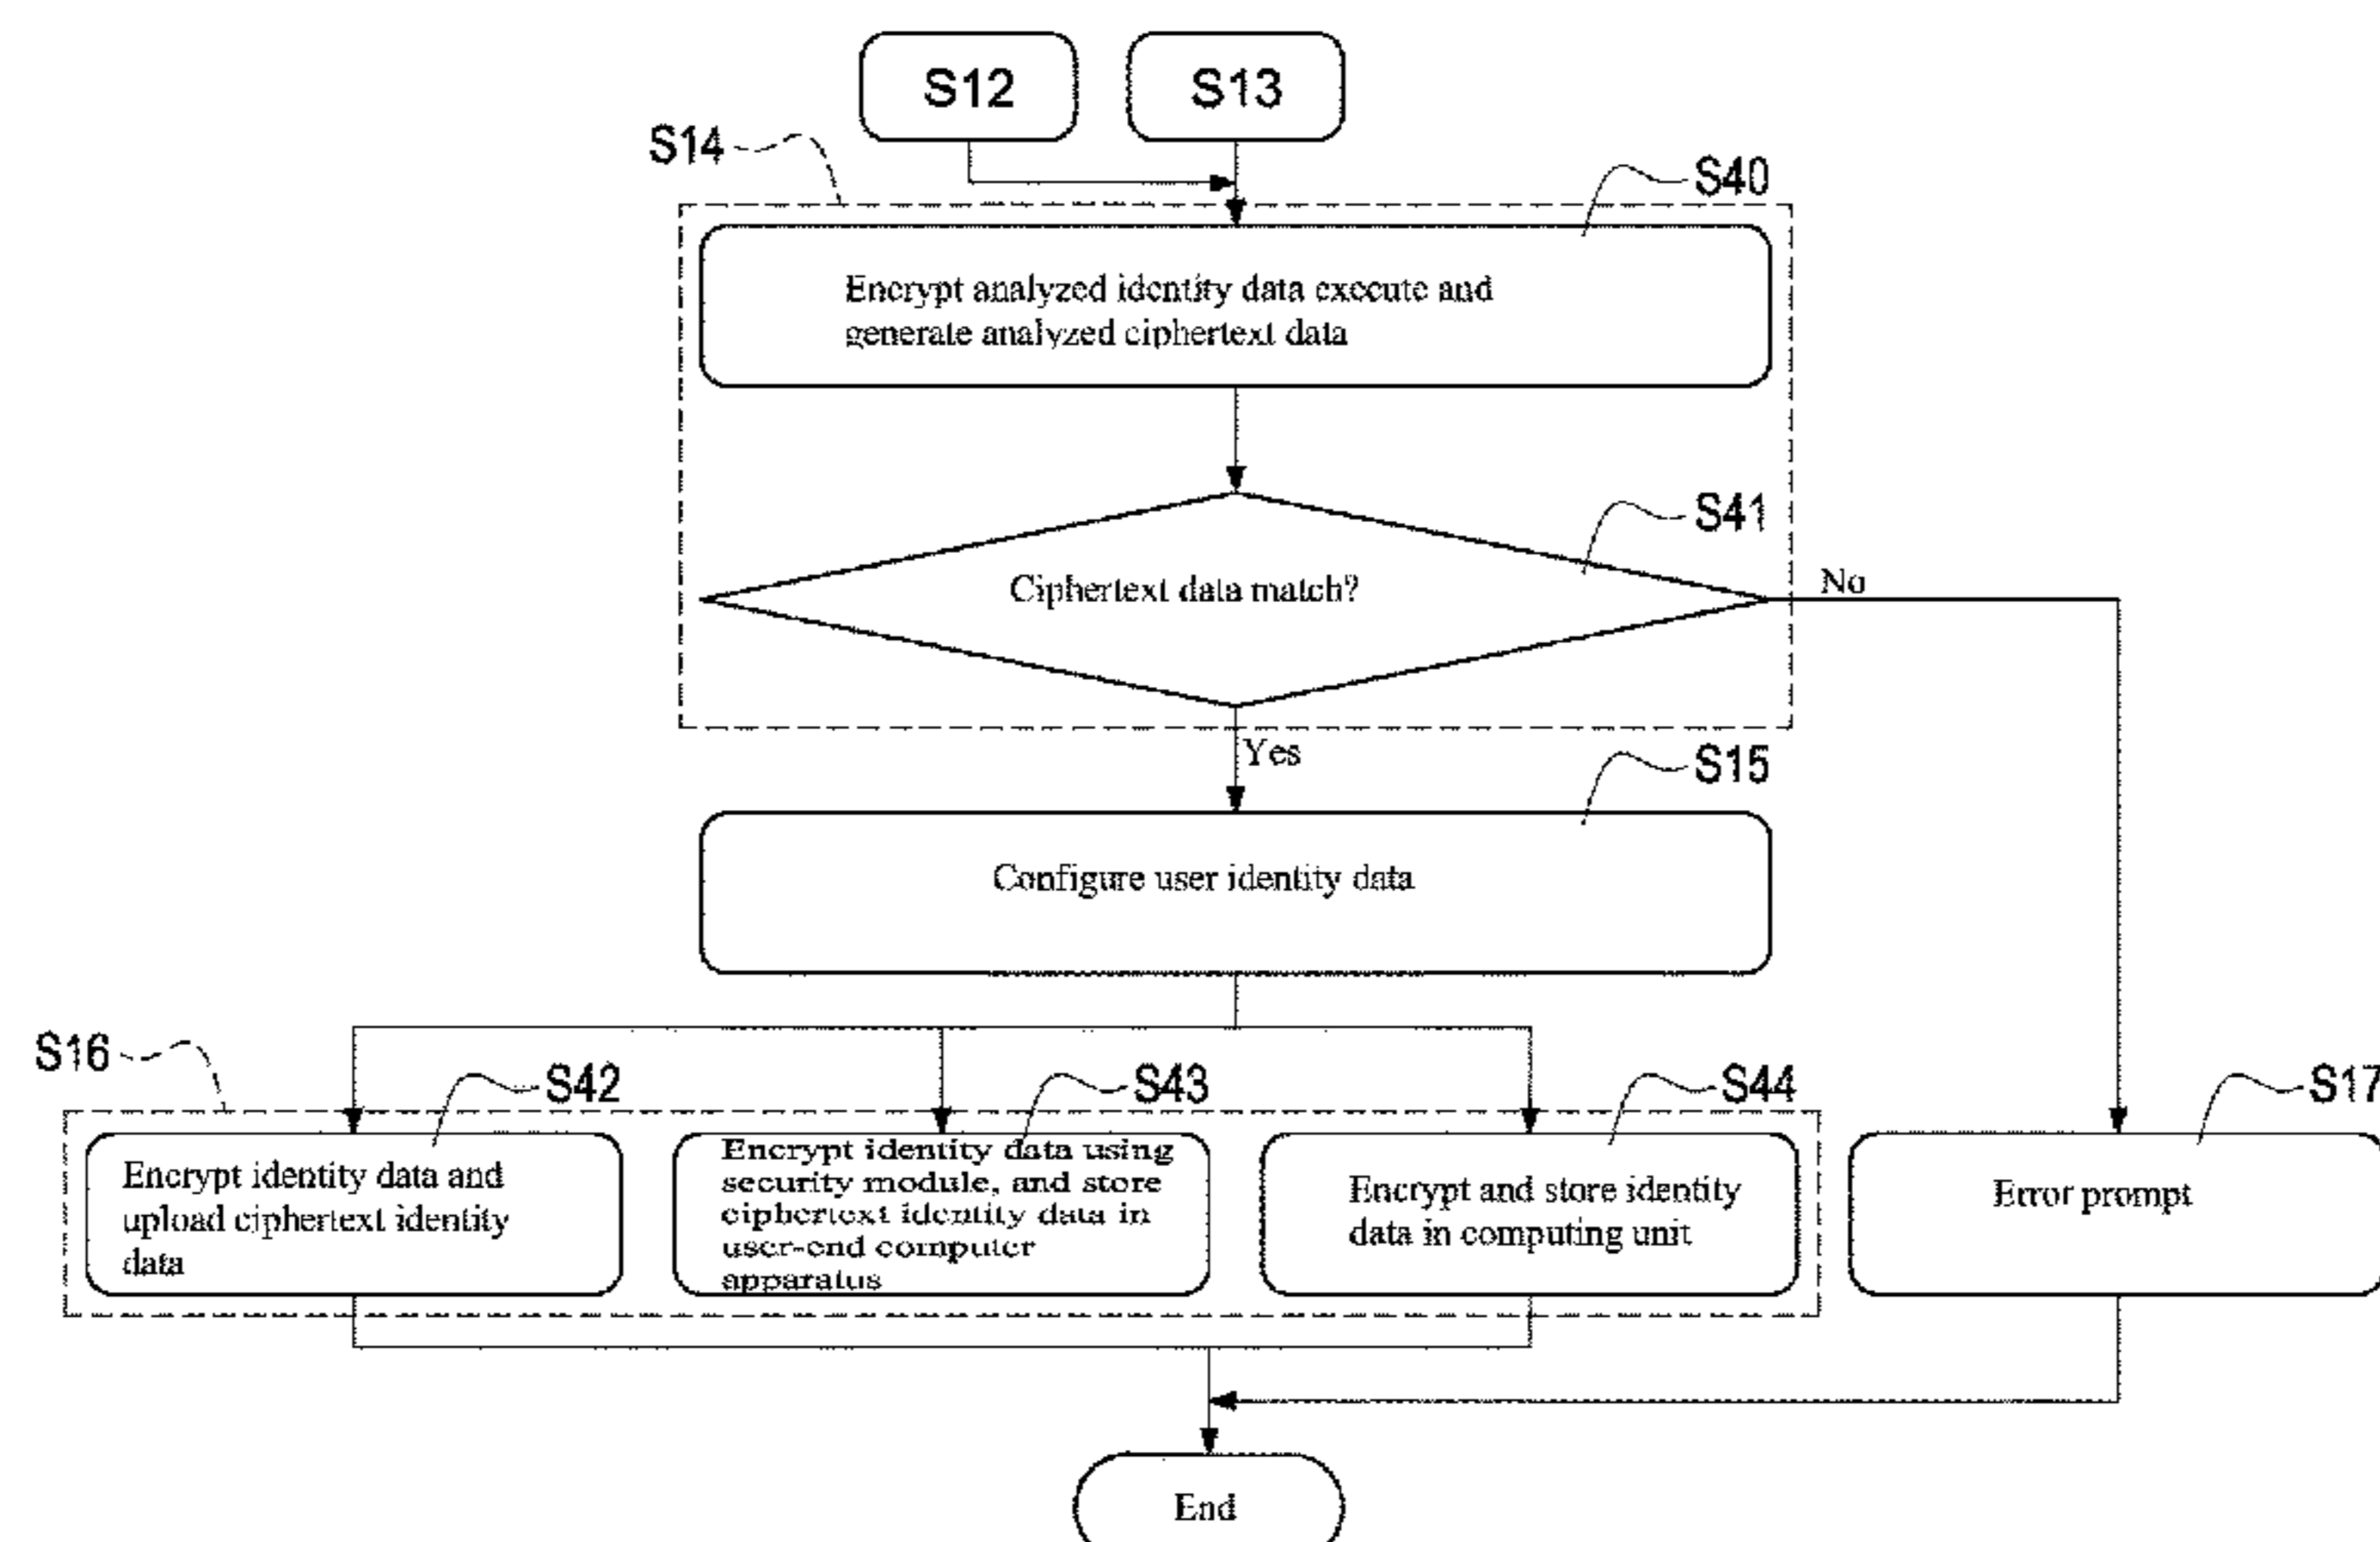 S12
S13
S14
S40
Encrypt analyzed identity data execute and
generate analyzed ciphertext data
S41
Ciphertext data match?
No
Yes
S15
Configure user identity data
S16
S42
S43
S44
S17
Encrypt identity data and
upload ciphertext identity
data
Encrypt identity data using
security module, and store
ciphertext identity data in
user-end computer
apparatus
Encrypt and store identity
data in computing unit
Error prompt
End